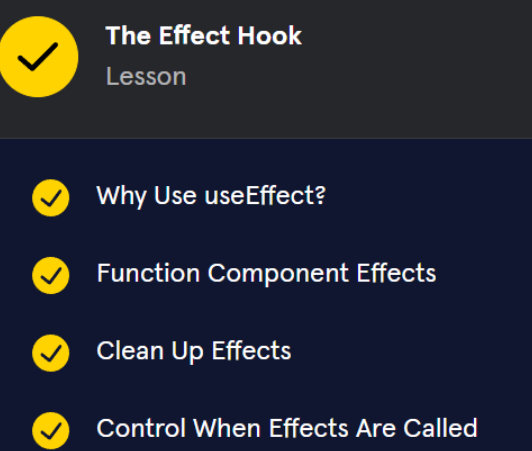 The Effect Hook
Lesson
Why Use useEffect?
Function Component Effects
Clean Up Effects
Control When Effects Are Called